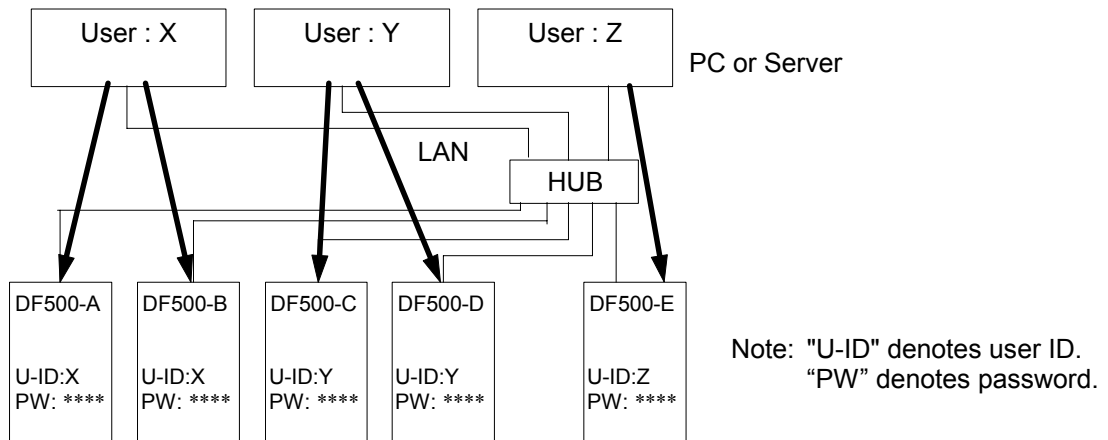 User : X
User : Y
User : Z
PC or Server
LAN
HUB
DF500-A
U-ID:X
PW: ****
DF500-B
U-ID:X
PW: ****
DF500-C
U-ID:Y
PW: ****
DF500-D
U-ID:Y
PW: ****
DF500-E
U-ID:Z
PW: ****
Note: "U-ID" denotes user ID.
“PW” denotes password.